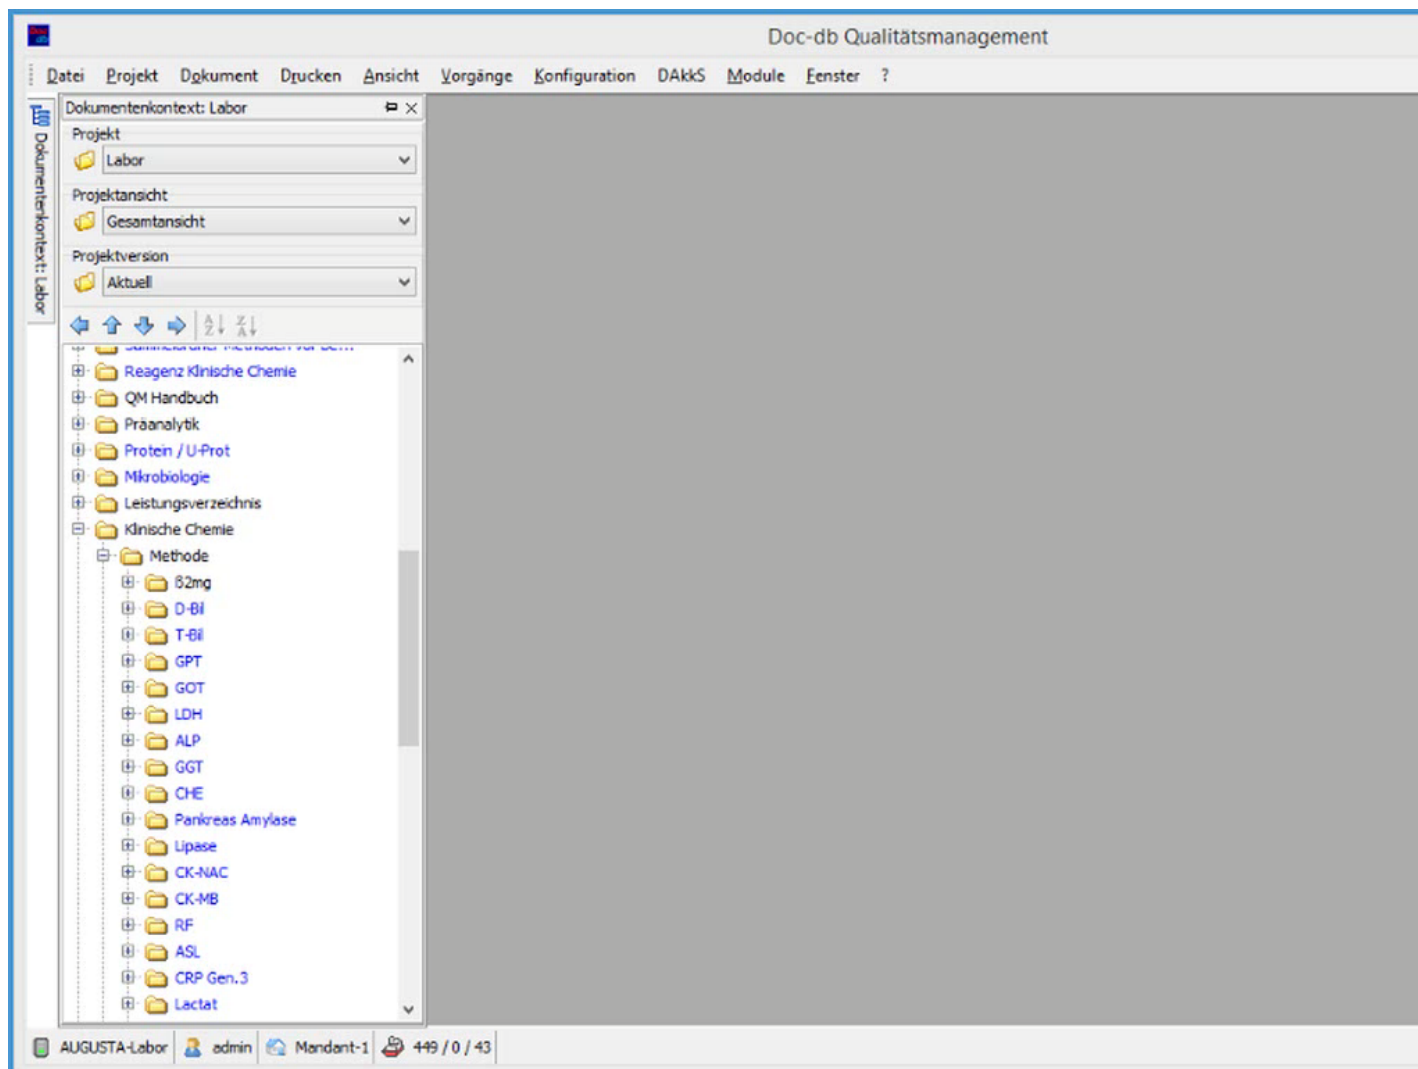 Doc-db Qualitätsmanagement
Datei Projekt Dokument Drucken Ansicht Vorgänge Konfiguration DAkkS Module Fenster ?
Dokumentenkontext: Labor
Dokumentenkontext: Labor
Projekt
Labor
Projektansicht
Gesamtansicht
Projektversion
Aktuell
Reagenz Klinische Chemie
QM Handbuch
Präanalytik
Protein / U-Prot
Mikrobiologie
Leistungsverzeichnis
Klinische Chemie
Methode
ß2mg
D-Bil
T-Bil
GPT
GOT
LDH
ALP
GGT
CHE
Pankreas Amylase
Lipase
CK-NAC
CK-MB
RF
ASL
CRP Gen.3
Lactat
AUGUSTA-Labor admin Mandant-1 449 / 0 / 43